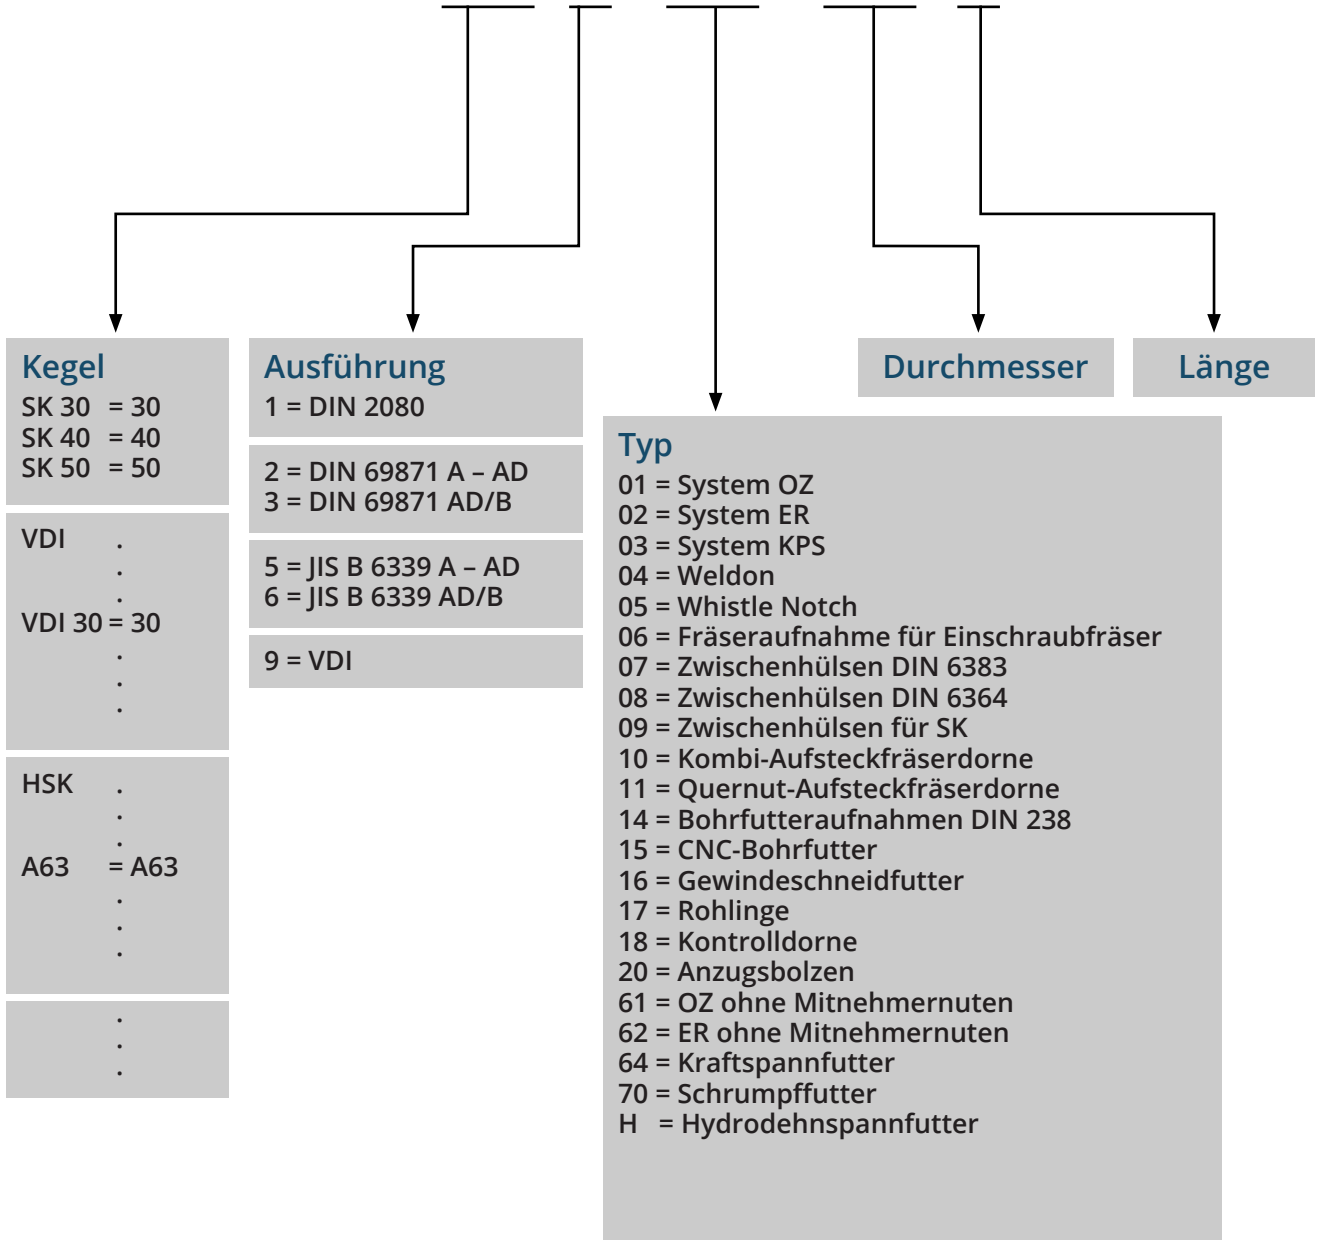 Kegel
SK 30 = 30
SK 40 = 40
SK 50 = 50
VDI .
.
.
VDI 30 = 30
.
.
.
HSK .
.
.
A63 = A63
.
.
.
.
.
.
Ausführung
1 = DIN 2080
2 = DIN 69871 A – AD
3 = DIN 69871 AD/B
5 = JIS B 6339 A – AD
6 = JIS B 6339 AD/B
9 = VDI
Typ
01 = System OZ
02 = System ER
03 = System KPS
04 = Weldon
05 = Whistle Notch
06 = Fräseraufnahme für Einschraubfräser
07 = Zwischenhülsen DIN 6383
08 = Zwischenhülsen DIN 6364
09 = Zwischenhülsen für SK
10 = Kombi-Aufsteckfräserdorne
11 = Quernut-Aufsteckfräserdorne
14 = Bohrfutteraufnahmen DIN 238
15 = CNC-Bohrfutter
16 = Gewindeschneidfutter
17 = Rohlinge
18 = Kontrolldorne
20 = Anzugsbolzen
61 = OZ ohne Mitnehmernuten
62 = ER ohne Mitnehmernuten
64 = Kraftspannfutter
70 = Schrumpffutter
H = Hydrodehnspannfutter
Durchmesser
Länge